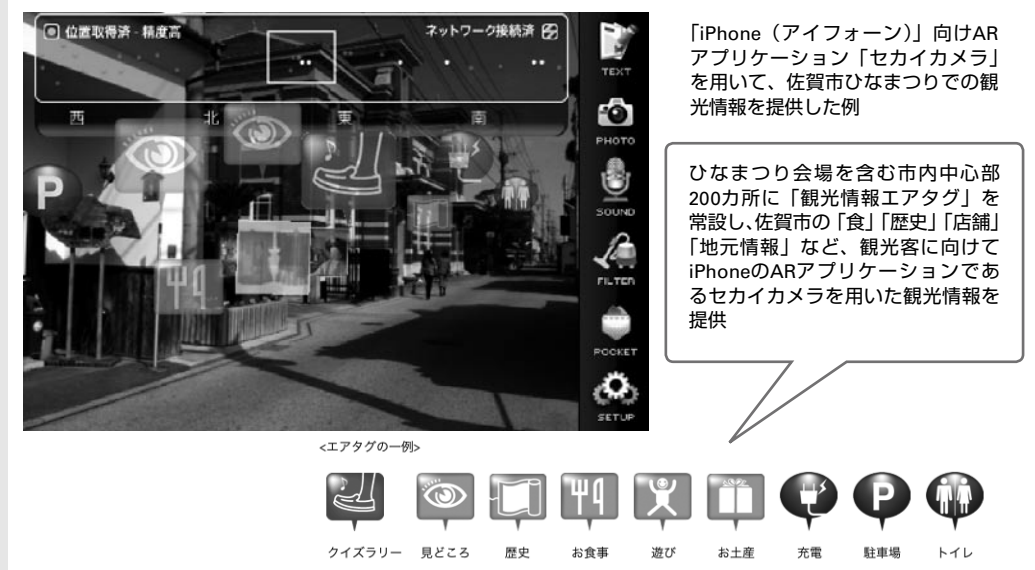 位置取得済 - 精度高
ネットワーク接続済
西 北 東 南
P
TEXT
PHOTO
SOUND
FILTER
POCKET
SETUP
「iPhone（アイフォーン）」向けAR
アプリケーション「セカイカメラ」
を用いて、佐賀市ひなまつりでの観
光情報を提供した例
ひなまつり会場を含む市内中心部
200カ所に「観光情報エアタグ」を
常設し、佐賀市の「食」「歴史」「店舗」
「地元情報」など、観光客に向けて
iPhoneのARアプリケーションであ
るセカイカメラを用いた観光情報を
提供
<エアタグの一例>
P
クイズラリー 見どころ 歴史 お食事 遊び お土産 充電 駐車場 トイレ